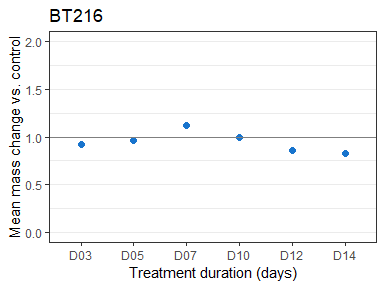 BT216
Mean mass change vs. control
2.0
1.5
1.0
0.5
0.0
D03 D05 D07 D10 D12 D14
Treatment duration (days)